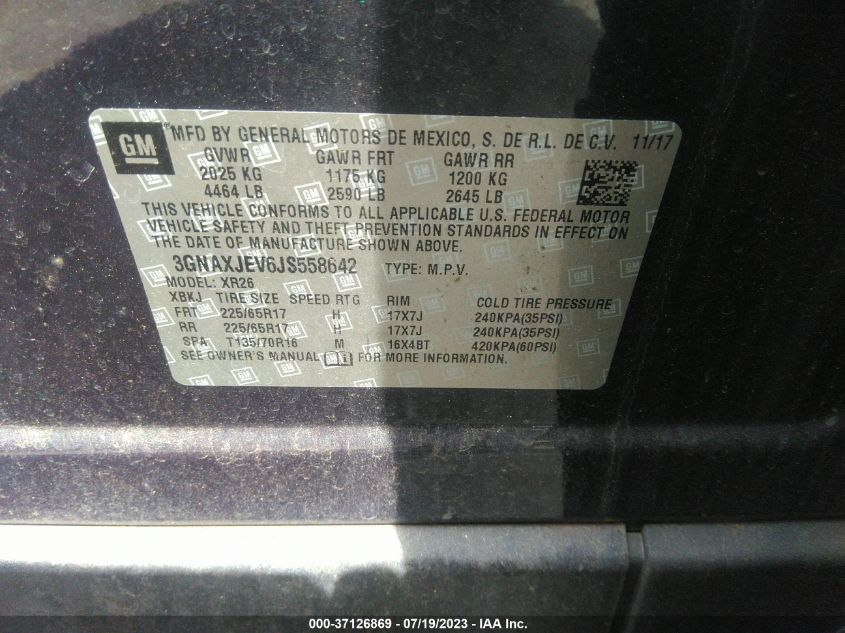 GM ®MFD BY GENERAL MOTORS DE MEXICO, S. DE R.L. DE C.V. 11/17
GVWR GAWR FRT GAWR RR
2025 KG 1175 KG 1200 KG
4464 LB 2590 LB 2645 LB
THIS VEHICLE CONFORMS TO ALL APPLICABLE U.S. FEDERAL MOTOR
VEHICLE SAFETY AND THEFT PREVENTION STANDARDS IN EFFECT ON
THE DATE OF MANUFACTURE SHOWN ABOVE.
3GNAXJEV6JS558642 TYPE: M.P.V.
MODEL: XR26
XBKJ TIRE SIZE SPEED RTG RIM COLD TIRE PRESSURE
FRT 225/65R17 H 17X7J 240KPA(35PSI)
RR 225/65R17 H 17X7J 240KPA(35PSI)
SPA T135/70R16 M 16X4BT 420KPA(60PSI)
SEE OWNER'S MANUAL i FOR MORE INFORMATION.
000-37126869 - 07/19/2023 - IAA Inc.